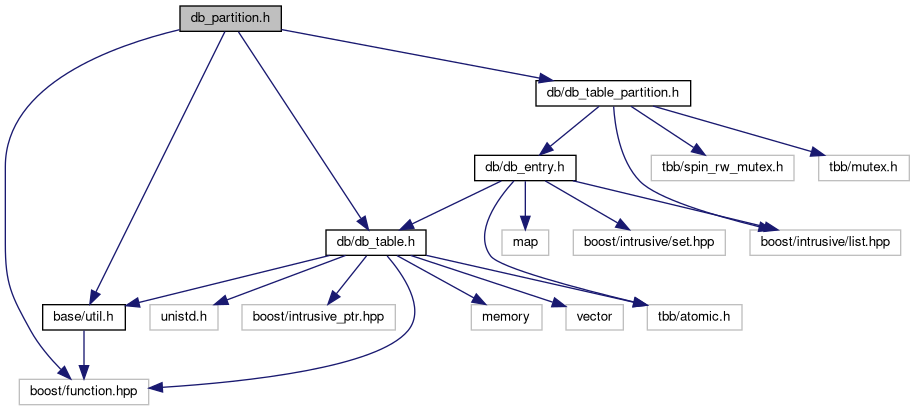 db_partition.h
db/db_table_partition.h
db/db_entry.h
tbb/spin_rw_mutex.h
tbb/mutex.h
db/db_table.h
map
boost/intrusive/set.hpp
boost/intrusive/list.hpp
base/util.h
unistd.h
boost/intrusive_ptr.hpp
memory
vector
tbb/atomic.h
boost/function.hpp